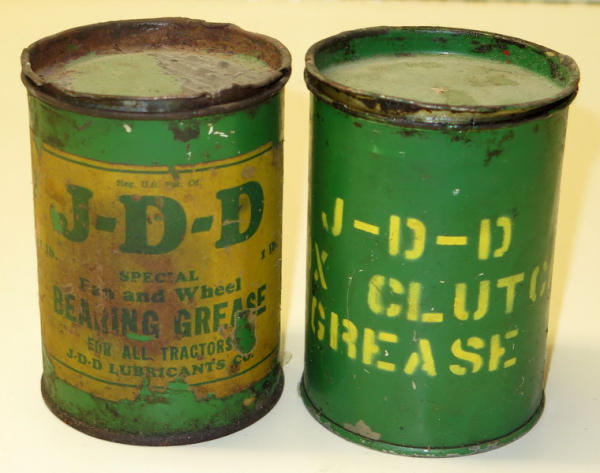 Reg. U.S. Pat. Of.
J-D-D
1 lb. 1 lb.
SPECIAL
Fan and Wheel
BEARING GREASE
FOR ALL TRACTORS
J-D-D LUBRICANTS CO.
J-D-D
X CLUTC
GREASE